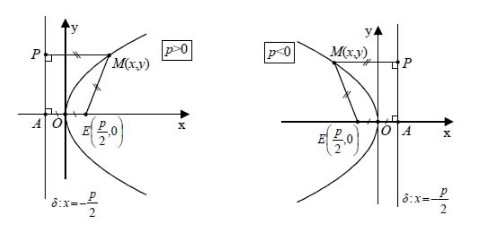 y
p>0
P
M(x,y)
A
O
E(p/2,0)
x
δ:x=-p/2
y
p<0
M(x,y)
P
O
A
E(p/2,0)
x
δ:x=-p/2